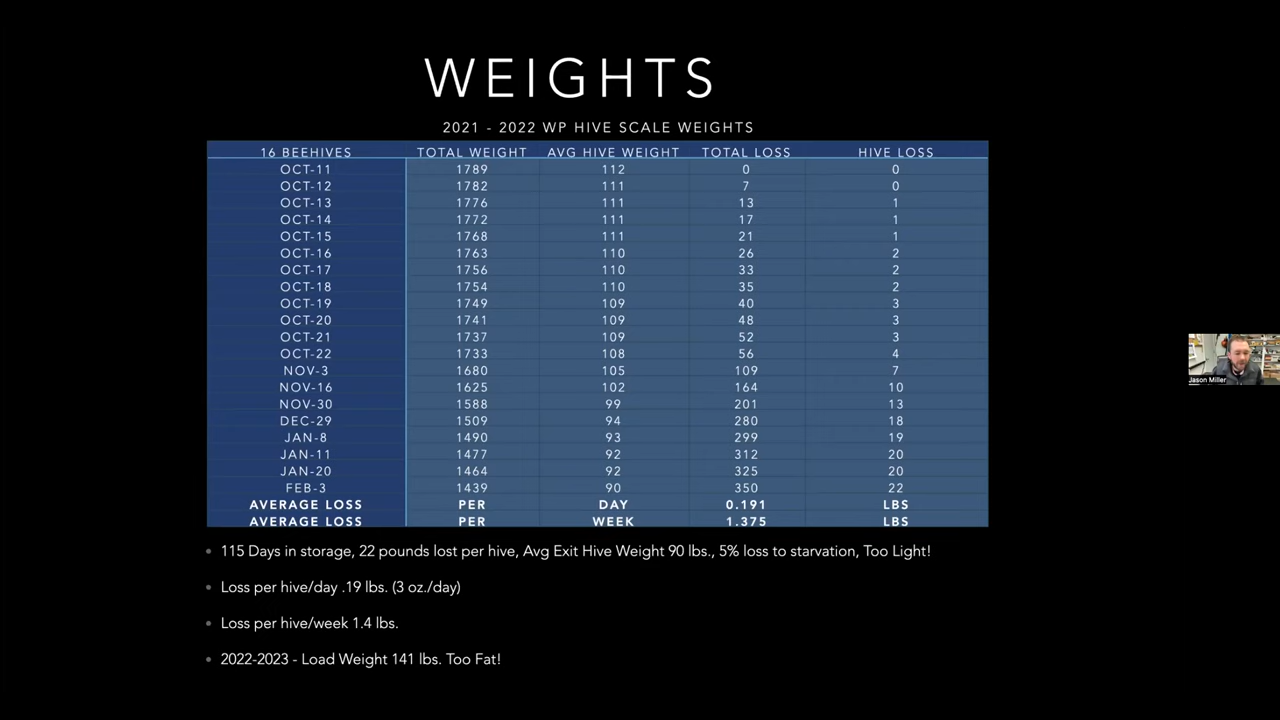 WEIGHTS
2021 - 2022 WP HIVE SCALE WEIGHTS
16 BEEHIVES TOTAL WEIGHT AVG HIVE WEIGHT TOTAL LOSS HIVE LOSS
OCT-11 1789 112 0 0
OCT-12 1782 111 7 0
OCT-13 1776 111 13 1
OCT-14 1772 111 17 1
OCT-15 1768 111 21 1
OCT-16 1763 110 26 2
OCT-17 1756 110 33 2
OCT-18 1754 110 35 2
OCT-19 1749 109 40 3
OCT-20 1741 109 48 3
OCT-21 1737 109 52 3
OCT-22 1733 108 56 4
NOV-3 1680 105 109 7
NOV-16 1625 102 164 10
NOV-30 1588 99 201 13
DEC-29 1509 94 280 18
JAN-8 1490 93 299 19
JAN-11 1477 92 312 20
JAN-20 1464 92 325 20
FEB-3 1439 90 350 22
AVERAGE LOSS PER DAY 0.191 LBS
AVERAGE LOSS PER WEEK 1.375 LBS
• 115 Days in storage, 22 pounds lost per hive, Avg Exit Hive Weight 90 lbs., 5% loss to starvation, Too Light!
• Loss per hive/day .19 lbs. (3 oz./day)
• Loss per hive/week 1.4 lbs.
• 2022-2023 - Load Weight 141 lbs. Too Fat!
Jason Miller